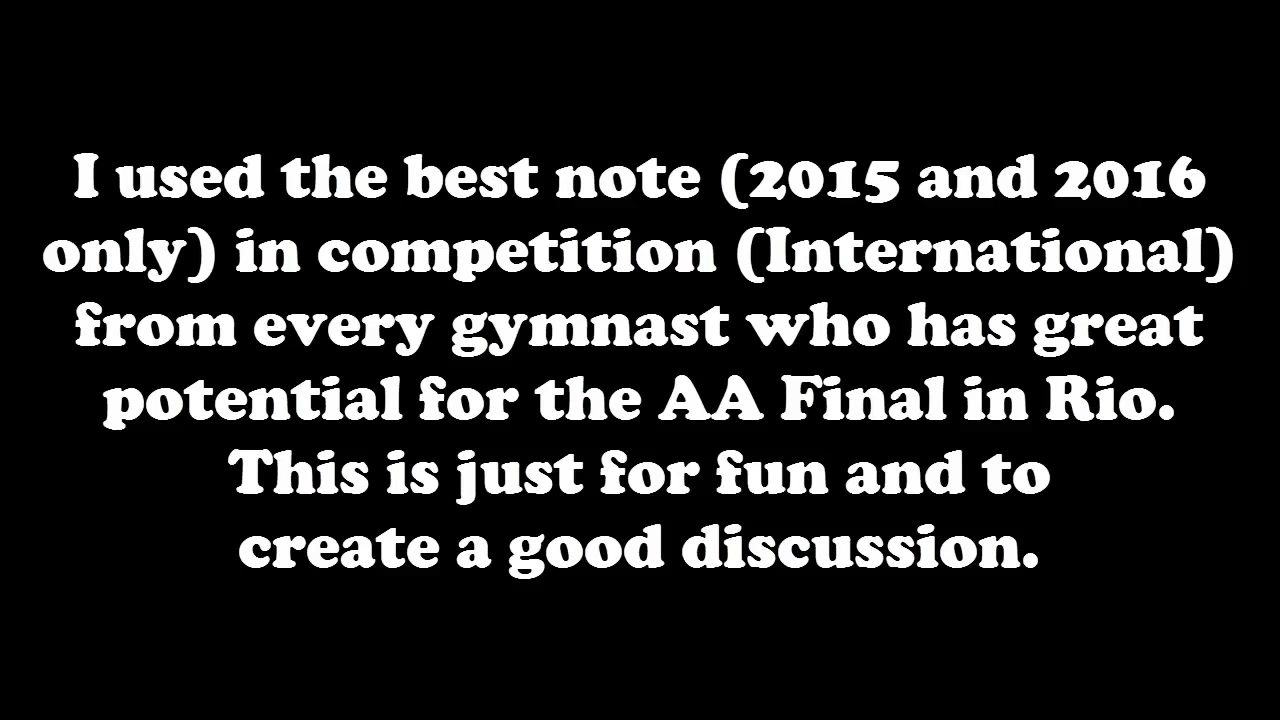 I used the best note (2015 and 2016
only) in competition (International)
from every gymnast who has great
potential for the AA Final in Rio.
This is just for fun and to
create a good discussion.